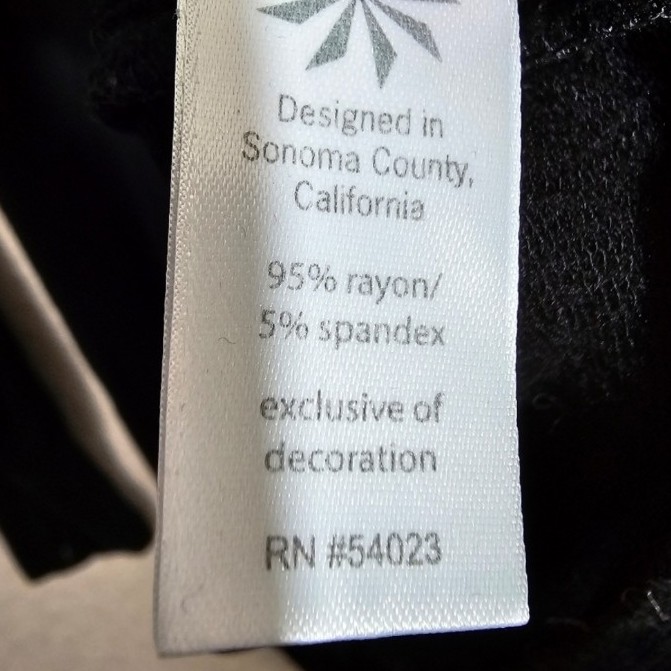 Designed in
Sonoma County,
California
95% rayon/
5% spandex
exclusive of
decoration
RN #54023